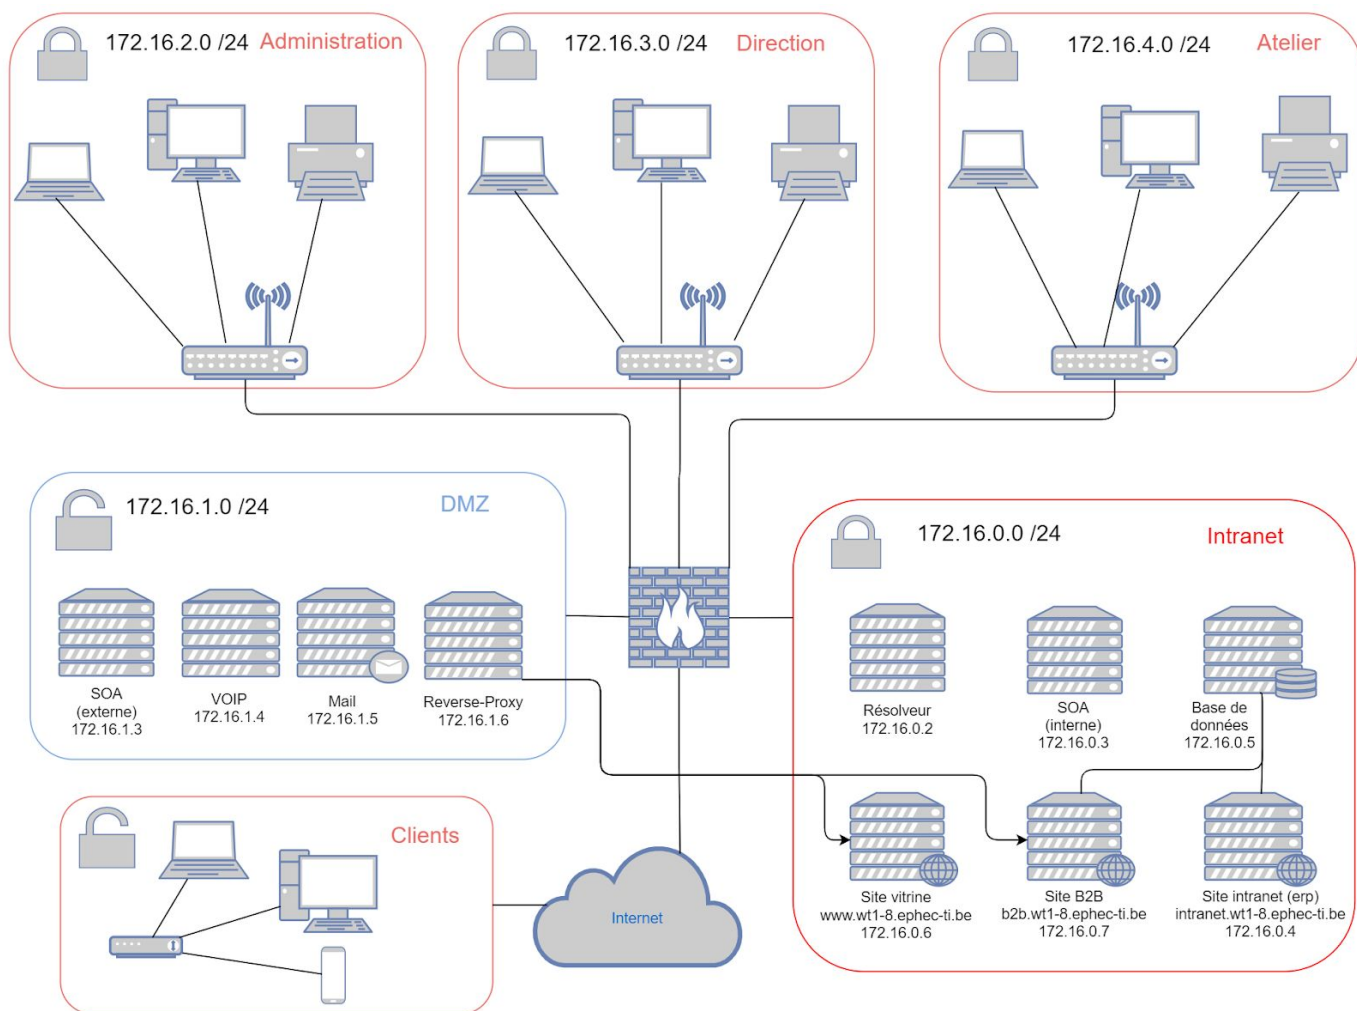 172.16.2.0 /24 Administration
172.16.3.0 /24 Direction
172.16.4.0 /24 Atelier
172.16.1.0 /24 DMZ
SOA
(externe)
172.16.1.3
VOIP
172.16.1.4
Mail
172.16.1.5
Reverse-Proxy
172.16.1.6
172.16.0.0 /24
Intranet
Résolveur
172.16.0.2
SOA
(interne)
172.16.0.3
Base de
données
172.16.0.5
Site vitrine
www.wt1-8.ephec-ti.be
172.16.0.6
Site B2B
b2b.wt1-8.ephec-ti.be
172.16.0.7
Site intranet (erp)
intranet.wt1-8.ephec-ti.be
172.16.0.4
Clients
Internet